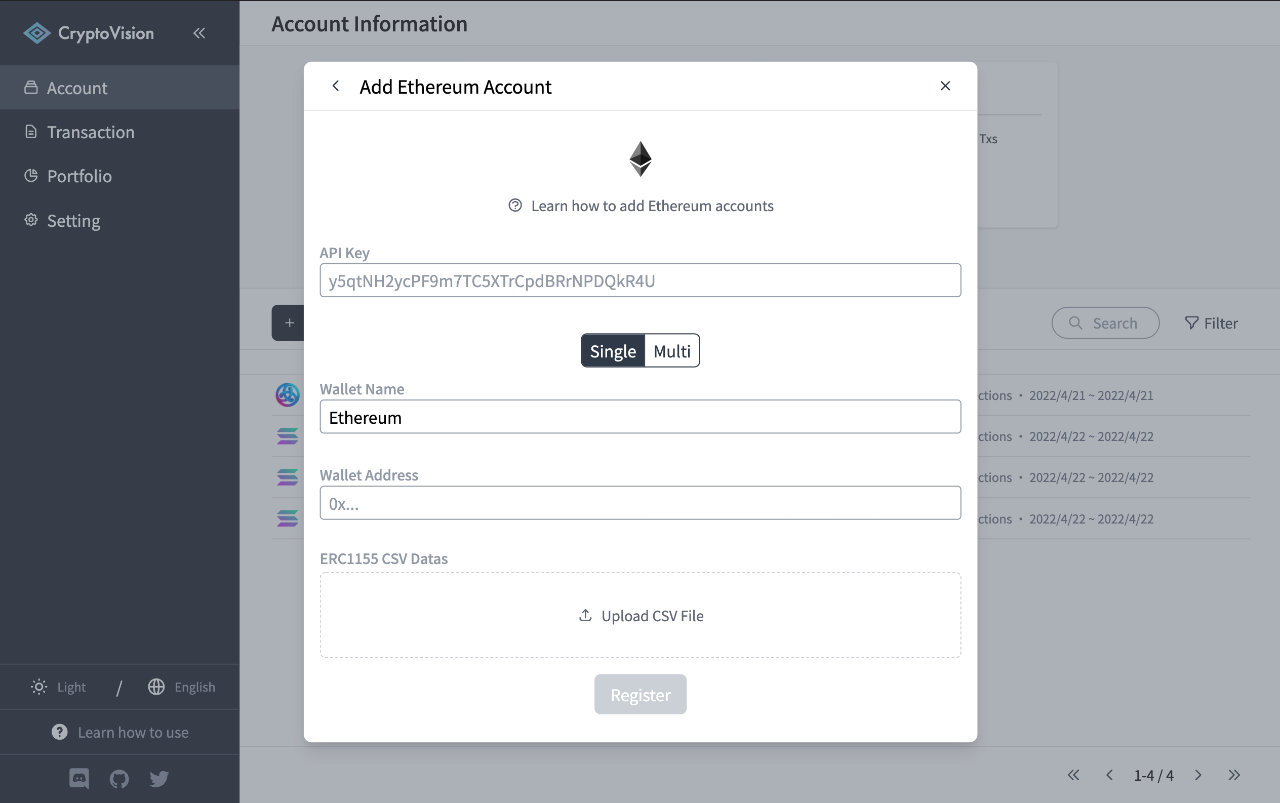 CryptoVision
Account
Transaction
Portfolio
Setting
Light / English
Learn how to use
Account Information
Txs
+
Search
Filter
ctions・2022/4/21 ~ 2022/4/21
ctions・2022/4/22 ~ 2022/4/22
ctions・2022/4/22 ~ 2022/4/22
ctions・2022/4/22 ~ 2022/4/22
1-4 / 4
Add Ethereum Account
Learn how to add Ethereum accounts
API Key
y5qtNH2ycPF9m7TC5XTrCpdBRrNPDQkR4U
Single Multi
Wallet Name
Ethereum
Wallet Address
0x...
ERC1155 CSV Datas
Upload CSV File
Register